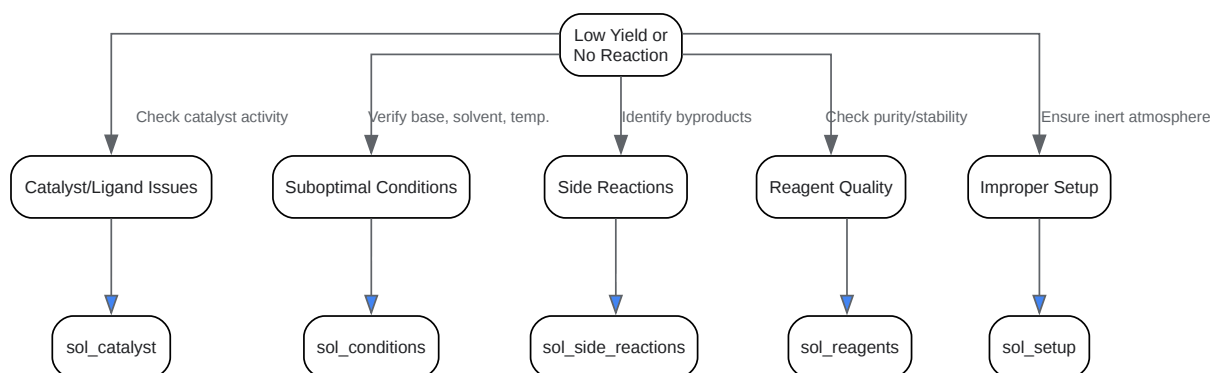 Low Yield or
No Reaction
Check catalyst activity
Verify base, solvent, temp.
Identify byproducts
Check purity/stability
Ensure inert atmosphere
Catalyst/Ligand Issues
Suboptimal Conditions
Side Reactions
Reagent Quality
Improper Setup
sol_catalyst
sol_conditions
sol_side_reactions
sol_reagents
sol_setup